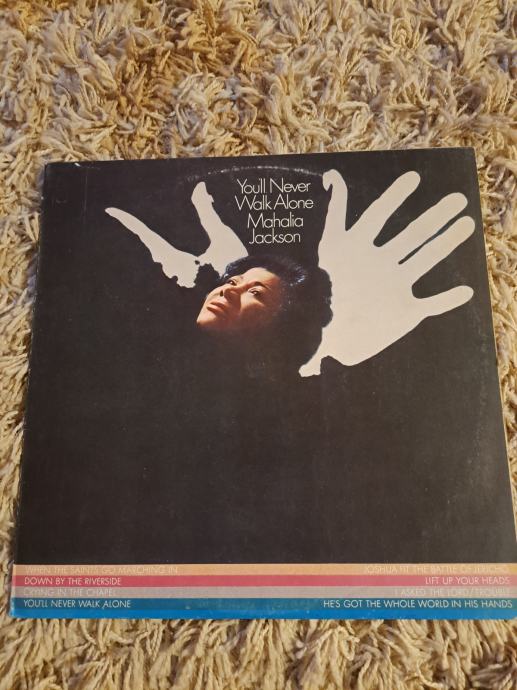 You'll Never
Walk Alone
Mahalia
Jackson
WHEN THE SAINTS GO MARCHING IN
JOSHUA FIT THE BATTLE OF JERICHO
DOWN BY THE RIVERSIDE
LIFT UP YOUR HEADS
CRYING IN THE CHAPEL
I ASKED THE LORD/TROUBLE
YOU'LL NEVER WALK ALONE
HE'S GOT THE WHOLE WORLD IN HIS HANDS